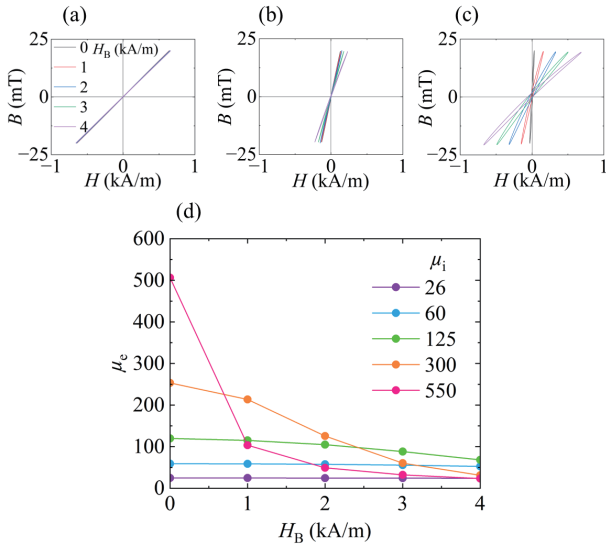 (a) (b) (c)
25 0 H_B (kA/m) 25 25
1
2
B (mT) 0 B (mT) 0 B (mT) 0
3
4
−25 −25 −25
−1 0 1 −1 0 1 −1 0 1
H (kA/m) H (kA/m) H (kA/m)
(d)
600
μ_i
500 26
60
400 125
300
μ_e 300 550
200
100
0
0 1 2 3 4
H_B (kA/m)